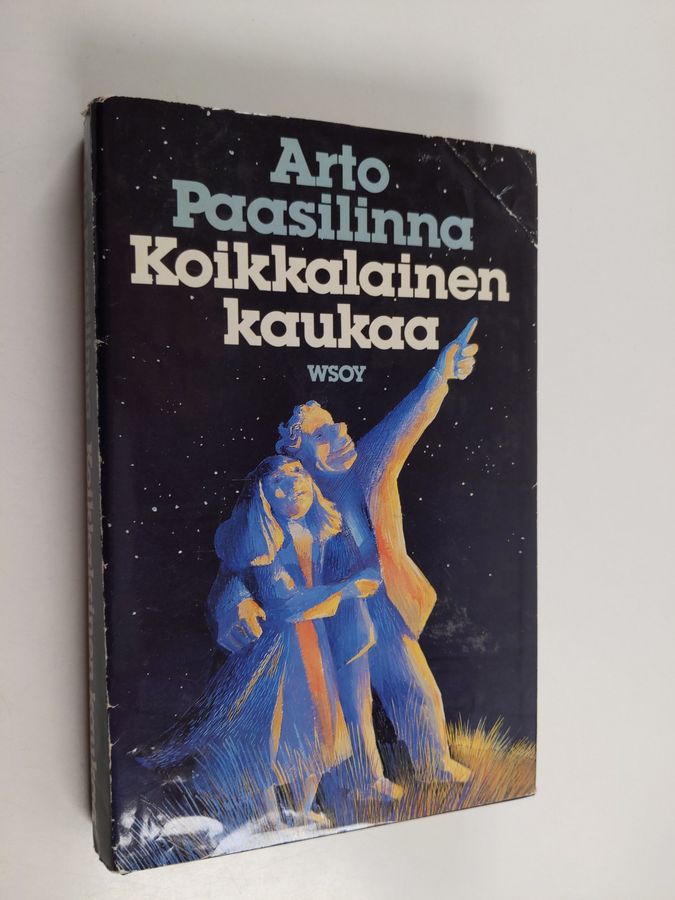 Arto
Paasilinna
Koikkalainen
kaukaa
WSOY